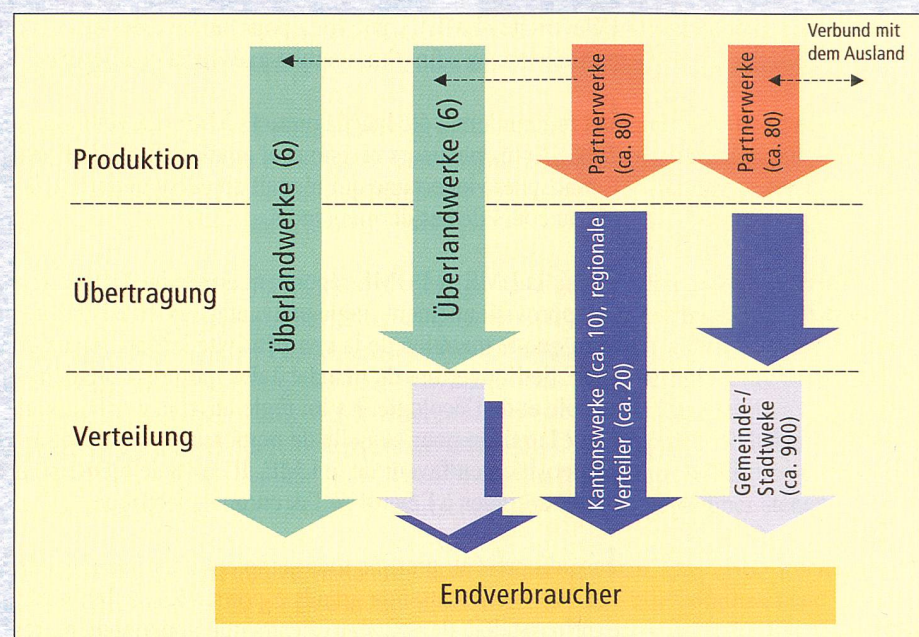 Verbund mit
dem Ausland
Produktion
Übertragung
Verteilung
Überlandwerke (6)
Überlandwerke (6)
Partnerwerke
(ca. 80)
Partnerwerke
(ca. 80)
Kantonswerke (ca. 10), regionale
Verteiler (ca. 20)
Gemeinde-/
Stadtweke
(ca. 900)
Endverbraucher